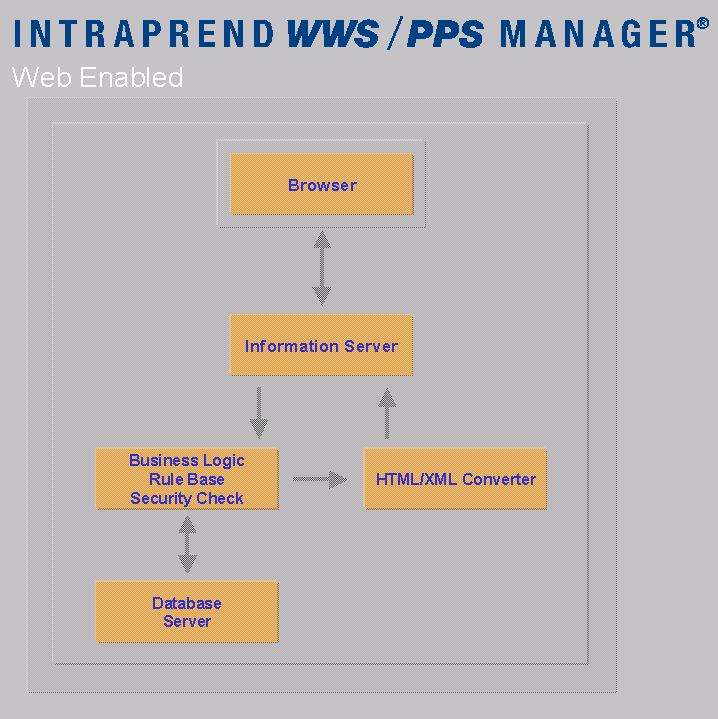 INTRAPREND WWS/PPS MANAGER®
Web Enabled
Browser
Information Server
Business Logic
Rule Base
Security Check
HTML/XML Converter
Database
Server